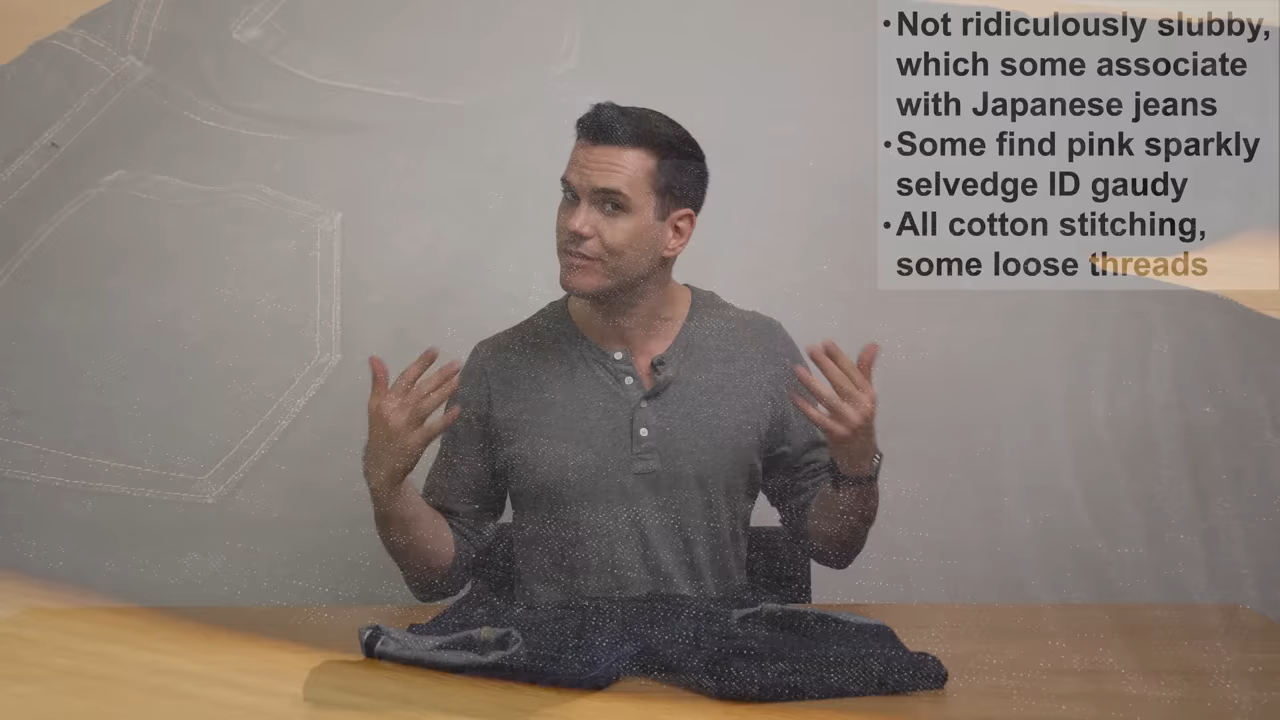 •Not ridiculously slubby,
which some associate
with Japanese jeans
•Some find pink sparkly
selvedge ID gaudy
•All cotton stitching,
some loose threads